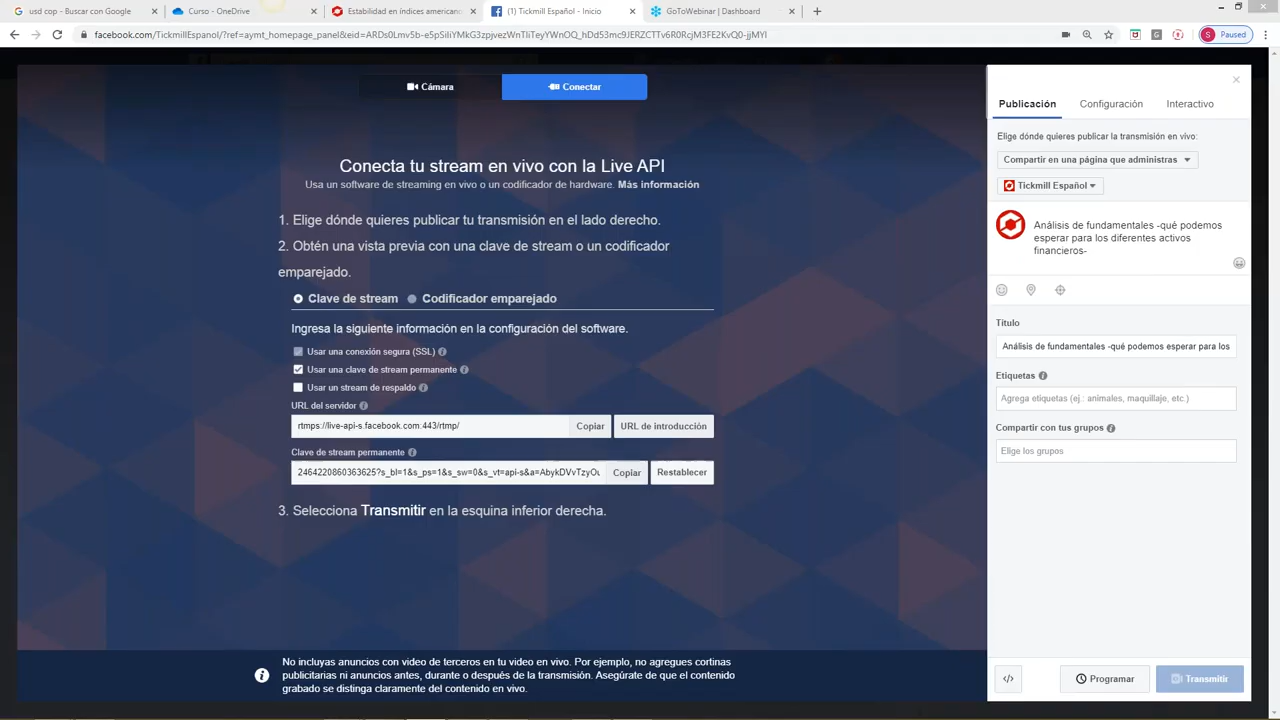 usd cop - Buscar con Google
Curso - OneDrive
Estabilidad en índices americano
(1) Tickmill Español - Inicio
GoToWebinar | Dashboard
facebook.com/TickmillEspanol/?ref=aymt_homepage_panel&eid=
Paused
Cámara
Conectar
Conecta tu stream en vivo con la Live API
Usa un software de streaming en vivo o un codificador de hardware. Más información
1. Elige dónde quieres publicar tu transmisión en el lado derecho.
2. Obtén una vista previa con una clave de stream o un codificador
emparejado.
Clave de stream
Codificador emparejado
Ingresa la siguiente información en la configuración del software.
Usar una conexión segura (SSL)
Usar una clave de stream permanente
Usar un stream de respaldo
URL del servidor
rtmps://live-api-s.facebook.com:443/rtmp/
Copiar
URL de introducción
Clave de stream permanente
2464220860363625?s_bl=1&s_ps=1&s_sw=0&s_vt=api-s&a=AbykDVvTzyOu
Copiar
Restablecer
3. Selecciona Transmitir en la esquina inferior derecha.
No incluyas anuncios con video de terceros en tu video en vivo. Por ejemplo, no agregues cortinas
publicitarias ni anuncios antes, durante o después de la transmisión. Asegúrate de que el contenido
grabado se distinga claramente del contenido en vivo.
Publicación
Configuración
Interactivo
Elige dónde quieres publicar la transmisión en vivo:
Compartir en una página que administras
Tickmill Español
Análisis de fundamentales -qué podemos
esperar para los diferentes activos
financieros-
Título
Análisis de fundamentales -qué podemos esperar para los
Etiquetas
Agrega etiquetas (ej.: animales, maquillaje, etc.)
Compartir con tus grupos
Elige los grupos
Programar
Transmitir